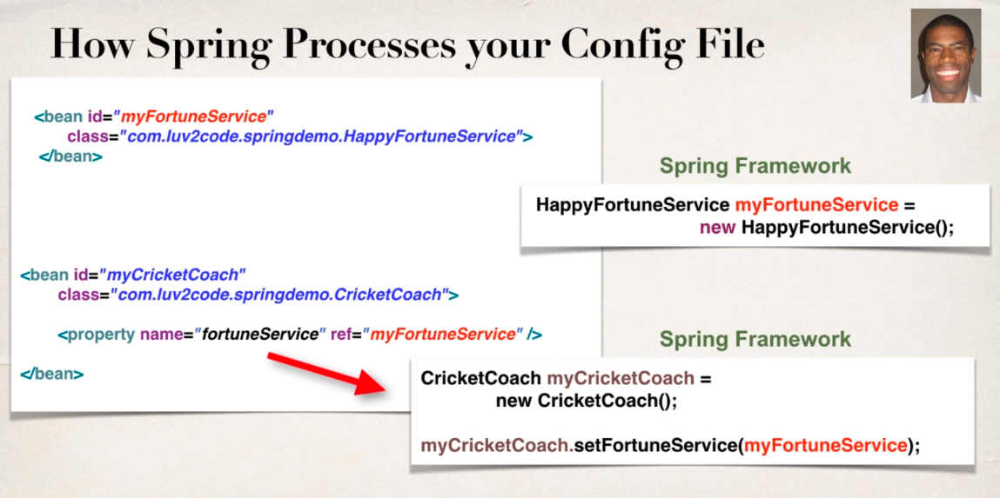 How Spring Processes your Config File
<bean id="myFortuneService"
class="com.luv2code.springdemo.HappyFortuneService">
</bean>
Spring Framework
HappyFortuneService myFortuneService =
new HappyFortuneService();
<bean id="myCricketCoach"
class="com.luv2code.springdemo.CricketCoach">
<property name="fortuneService" ref="myFortuneService" />
</bean>
Spring Framework
CricketCoach myCricketCoach =
new CricketCoach();
myCricketCoach.setFortuneService(myFortuneService);